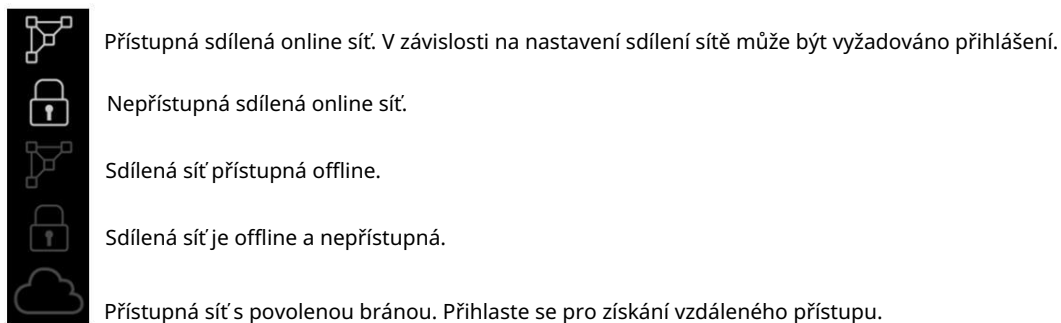 Přístupná sdílená online síť. V závislosti na nastavení sdílení sítě může být vyžadováno přihlášení.
Nepřístupná sdílená online síť.
Sdílená síť přístupná offline.
Sdílená síť je offline a nepřístupná.
Přístupná síť s povolenou bránou. Přihlaste se pro získání vzdáleného přístupu.